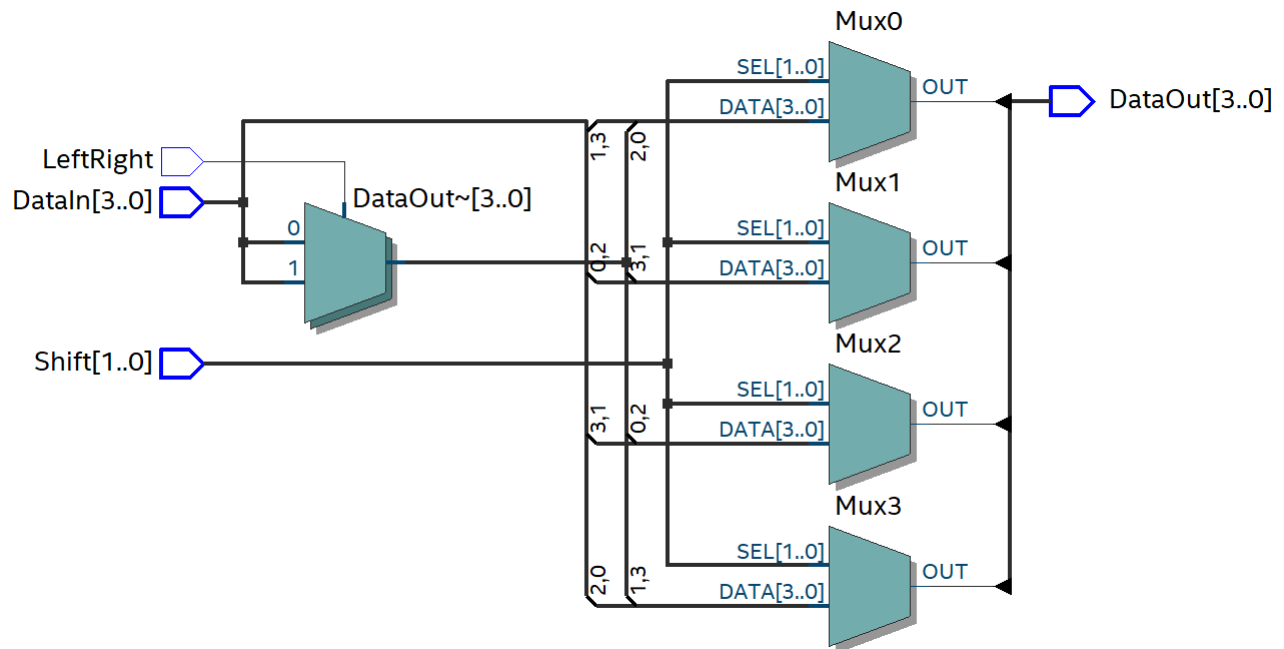 Mux0
SEL[1..0]
OUT
DATA[3..0]
DataOut[3..0]
1,3
2,0
LeftRight
DataIn[3..0]
DataOut~[3..0]
0
1
Mux1
SEL[1..0]
OUT
DATA[3..0]
0,2
3,1
Shift[1..0]
Mux2
SEL[1..0]
OUT
DATA[3..0]
3,1
0,2
Mux3
SEL[1..0]
OUT
DATA[3..0]
2,0
1,3